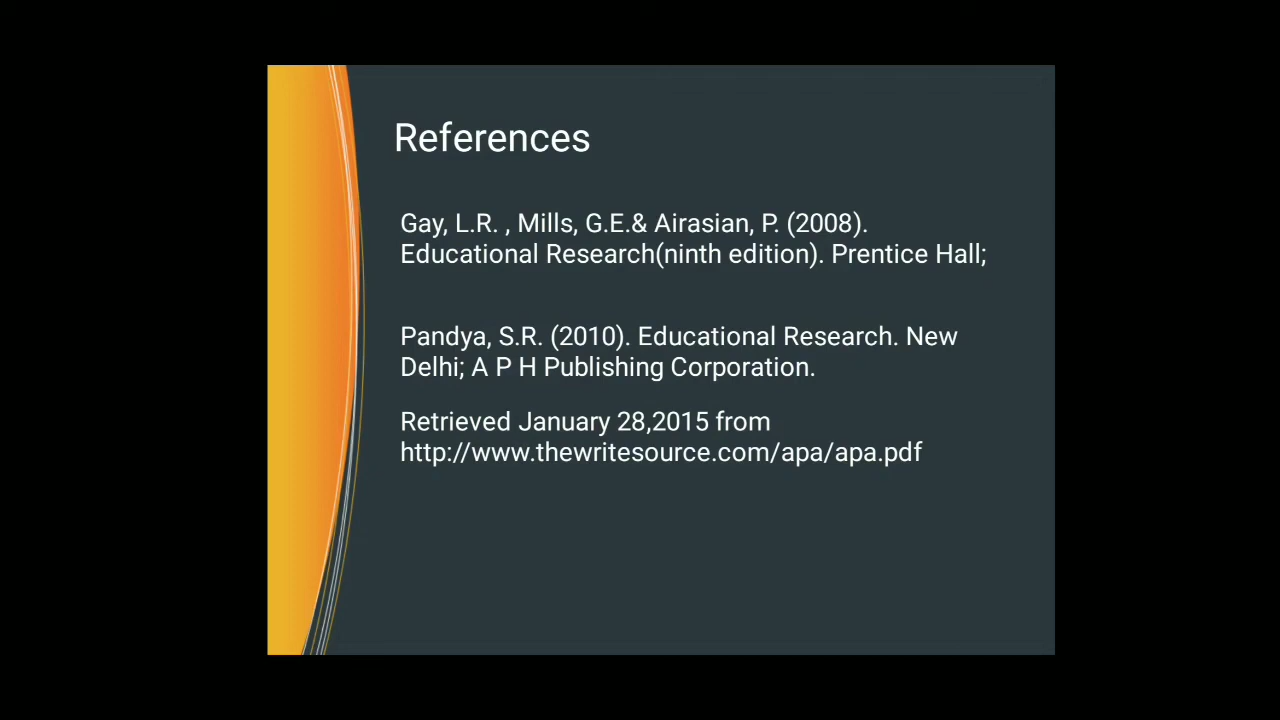 References
Gay, L.R. , Mills, G.E.& Airasian, P. (2008).
Educational Research(ninth edition). Prentice Hall;
Pandya, S.R. (2010). Educational Research. New
Delhi; A P H Publishing Corporation.
Retrieved January 28,2015 from
http://www.thewritesource.com/apa/apa.pdf